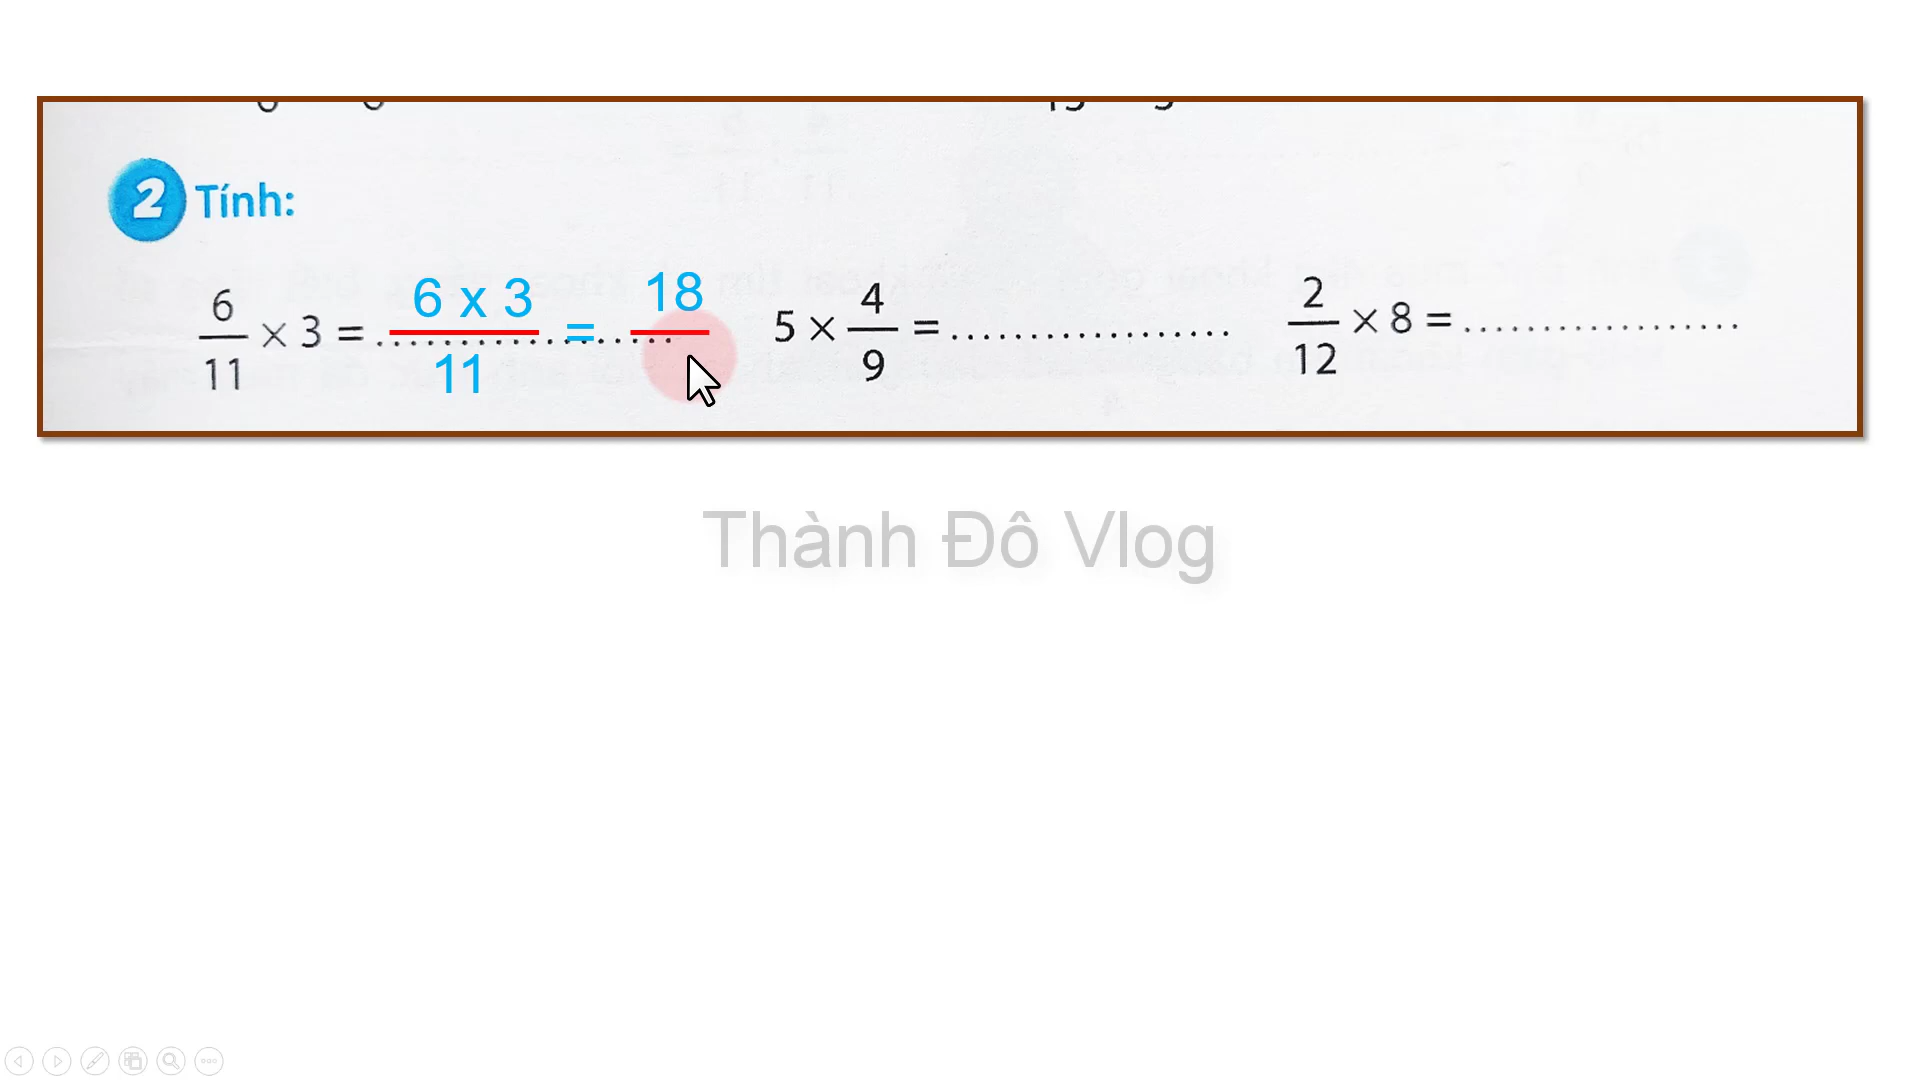 2 Tính:
6/11 × 3 = 6 x 3/11 = 18/ 5 × 4/9 = .................. 2/12 × 8 = ..................
Thành Đô Vlog